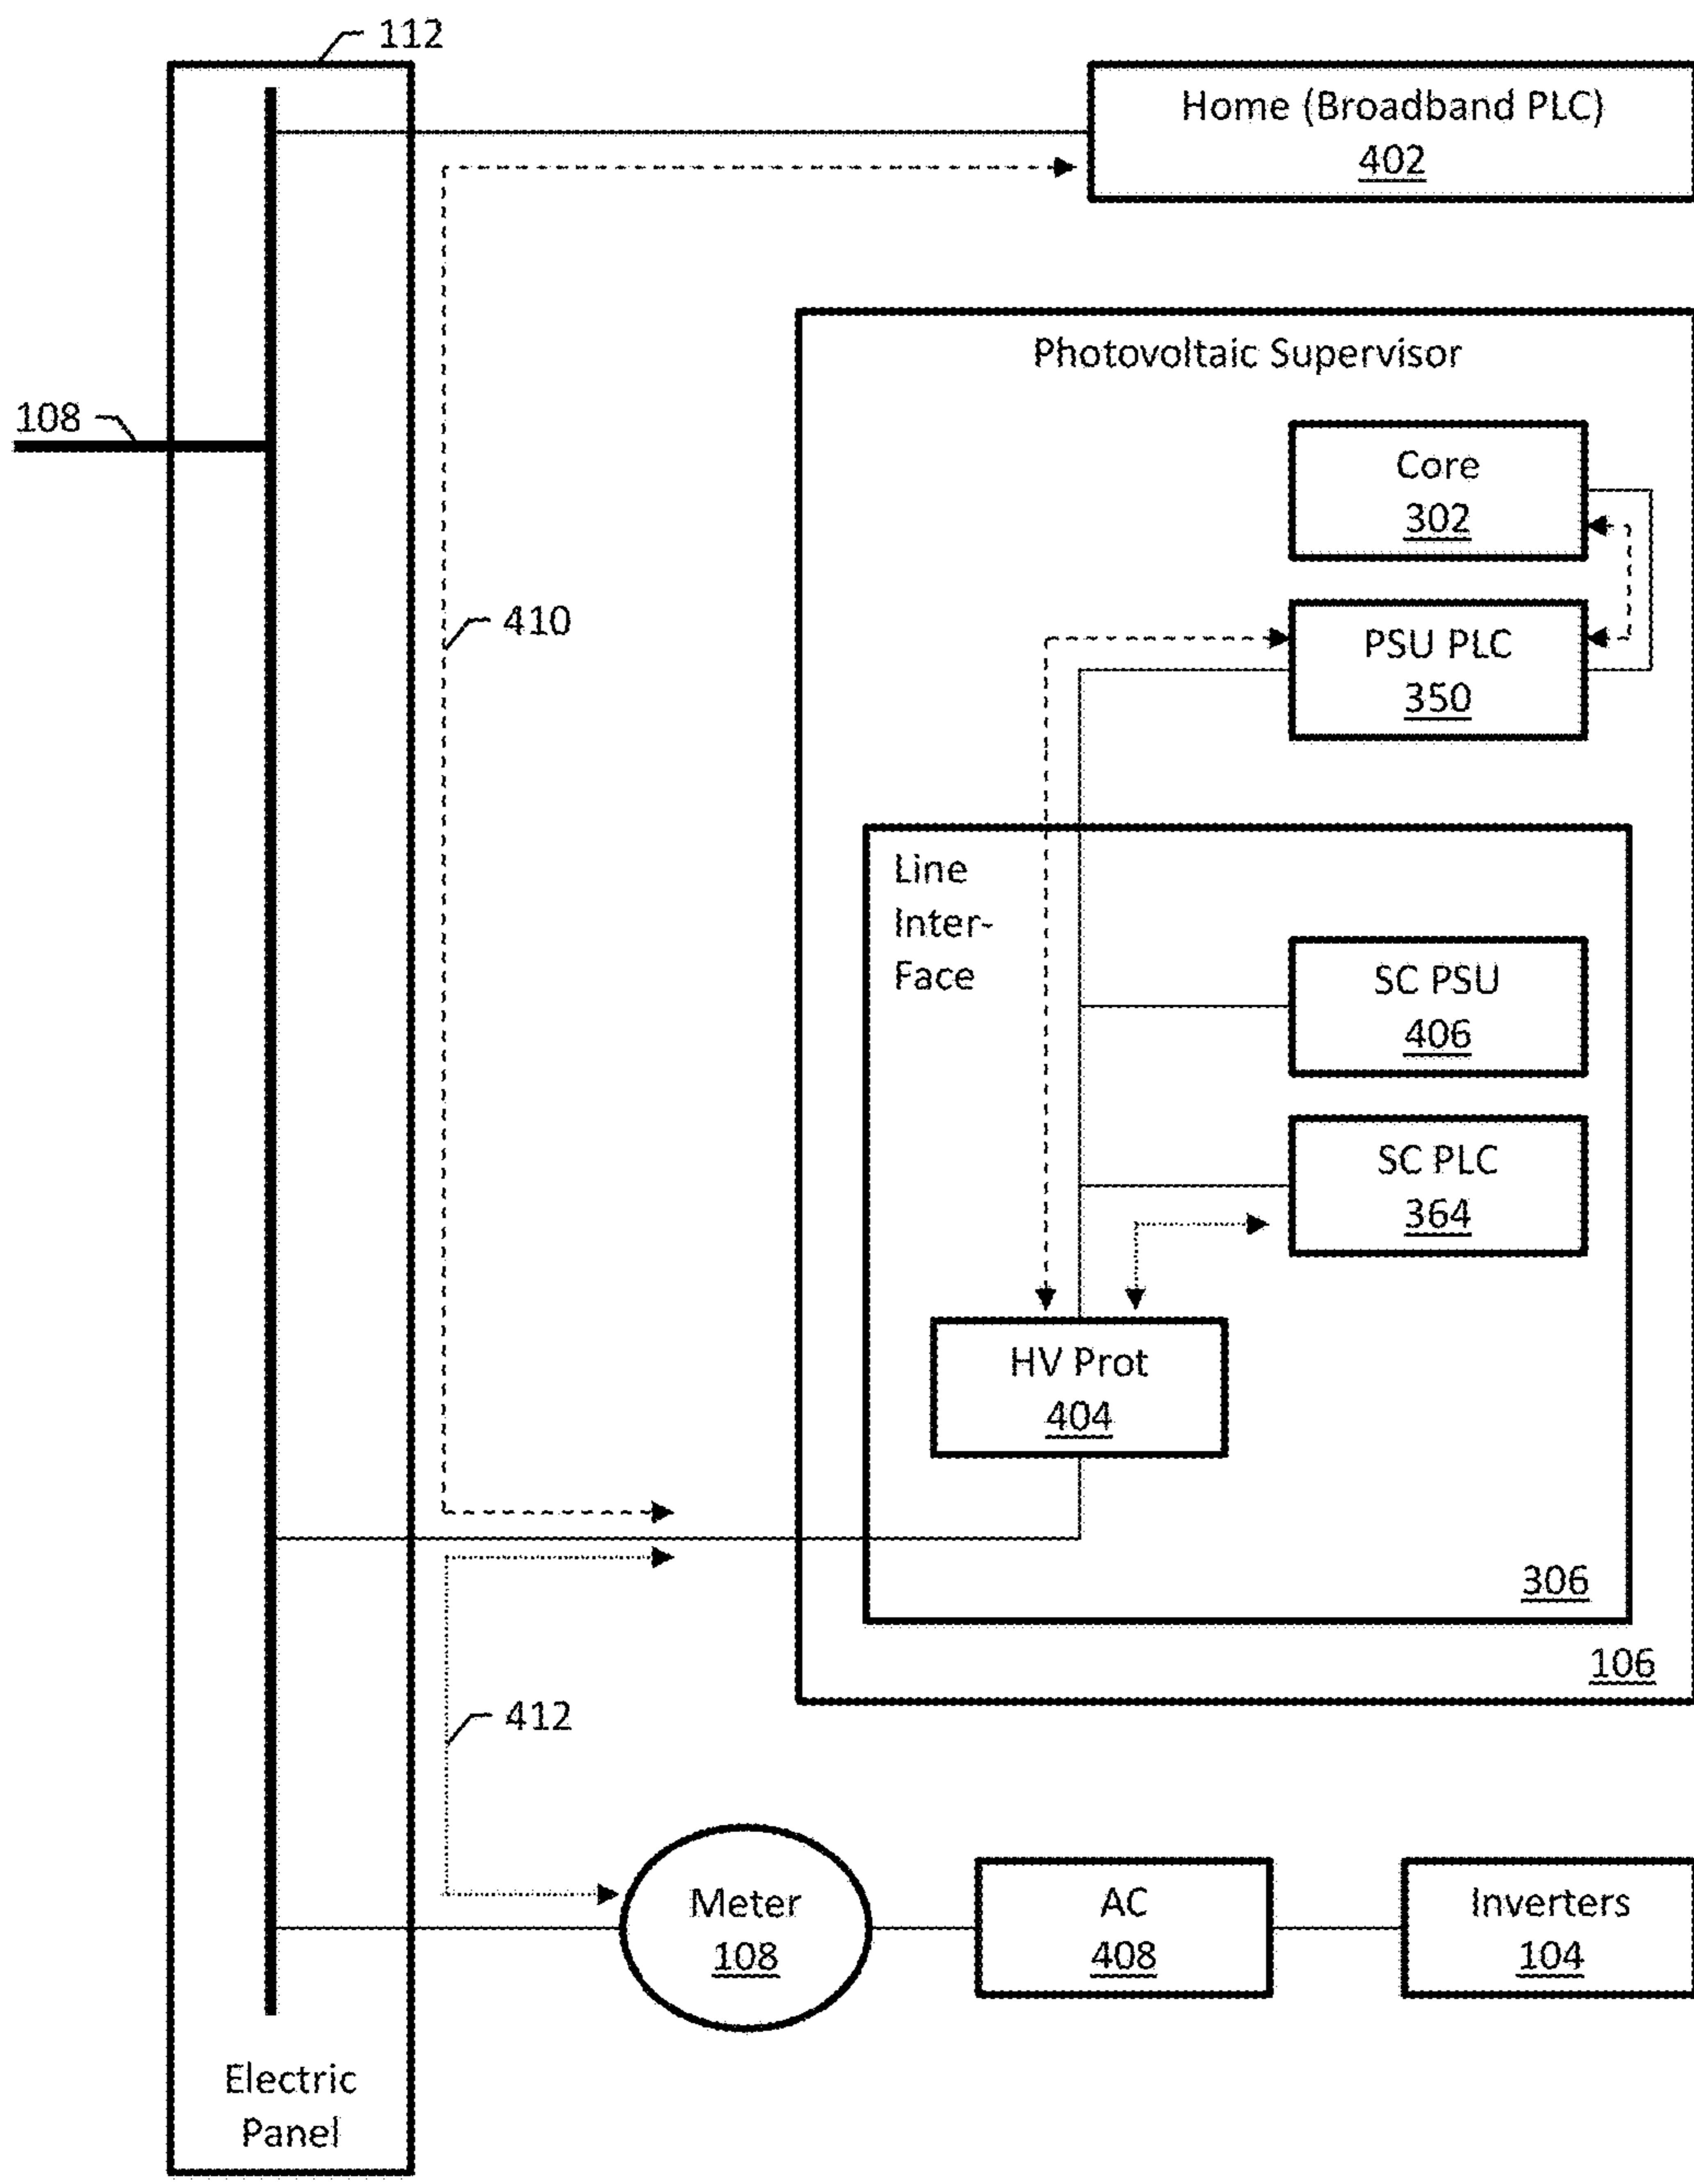 112
Home (Broadband PLC)
402
Photovoltaic Supervisor
108
Core
302
410
PSU PLC
350
Line
Inter-
Face
SC PSU
406
SC PLC
364
HV Prot
404
306
106
412
Meter
108
AC
408
Inverters
104
Electric
Panel